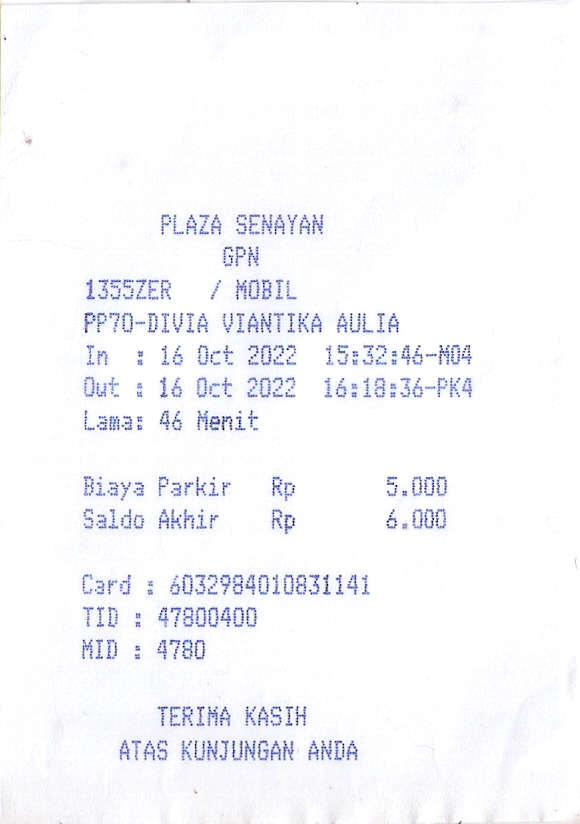 PLAZA SENAYAN
GPN
1355ZER / MOBIL
PP70-DIVIA VIANTIKA AULIA
In : 16 Oct 2022 15:32:46-M04
Out : 16 Oct 2022 16:18:36-PK4
Lama: 46 Menit
Biaya Parkir Rp 5.000
Saldo Akhir Rp 6.000
Card : 6032984010831141
TID : 47800400
MID : 4780
TERIMA KASIH
ATAS KUNJUNGAN ANDA